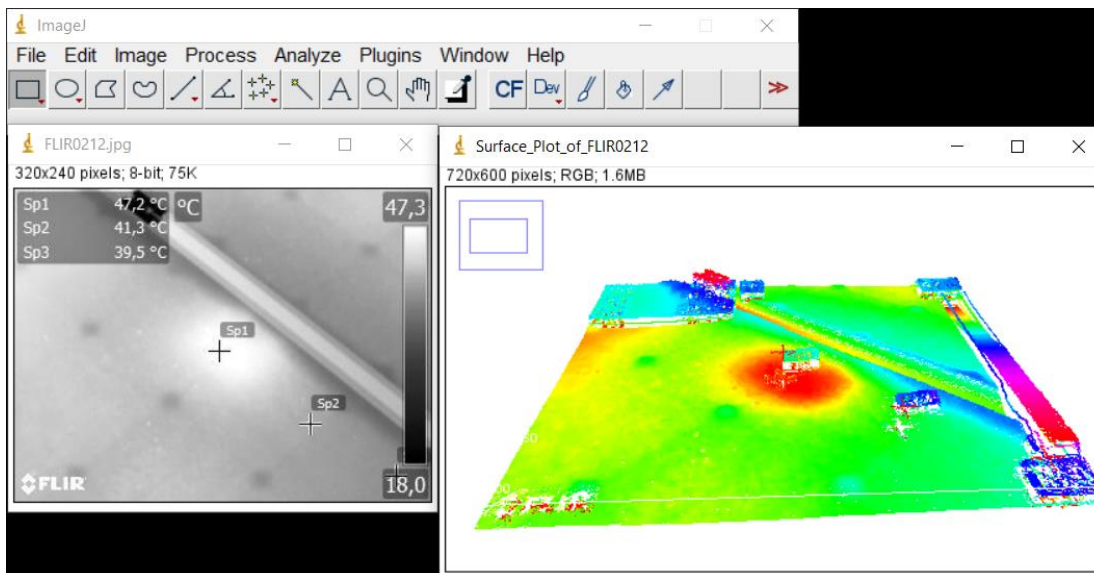 ImageJ
File Edit Image Process Analyze Plugins Window Help
A CF Dev >>
FLIR0212.jpg
320x240 pixels; 8-bit; 75K
Sp1 47,2 °C °C 47,3
Sp2 41,3 °C
Sp3 39,5 °C
Sp1
Sp2
FLIR 18,0
Surface_Plot_of_FLIR0212
720x600 pixels; RGB; 1.6MB